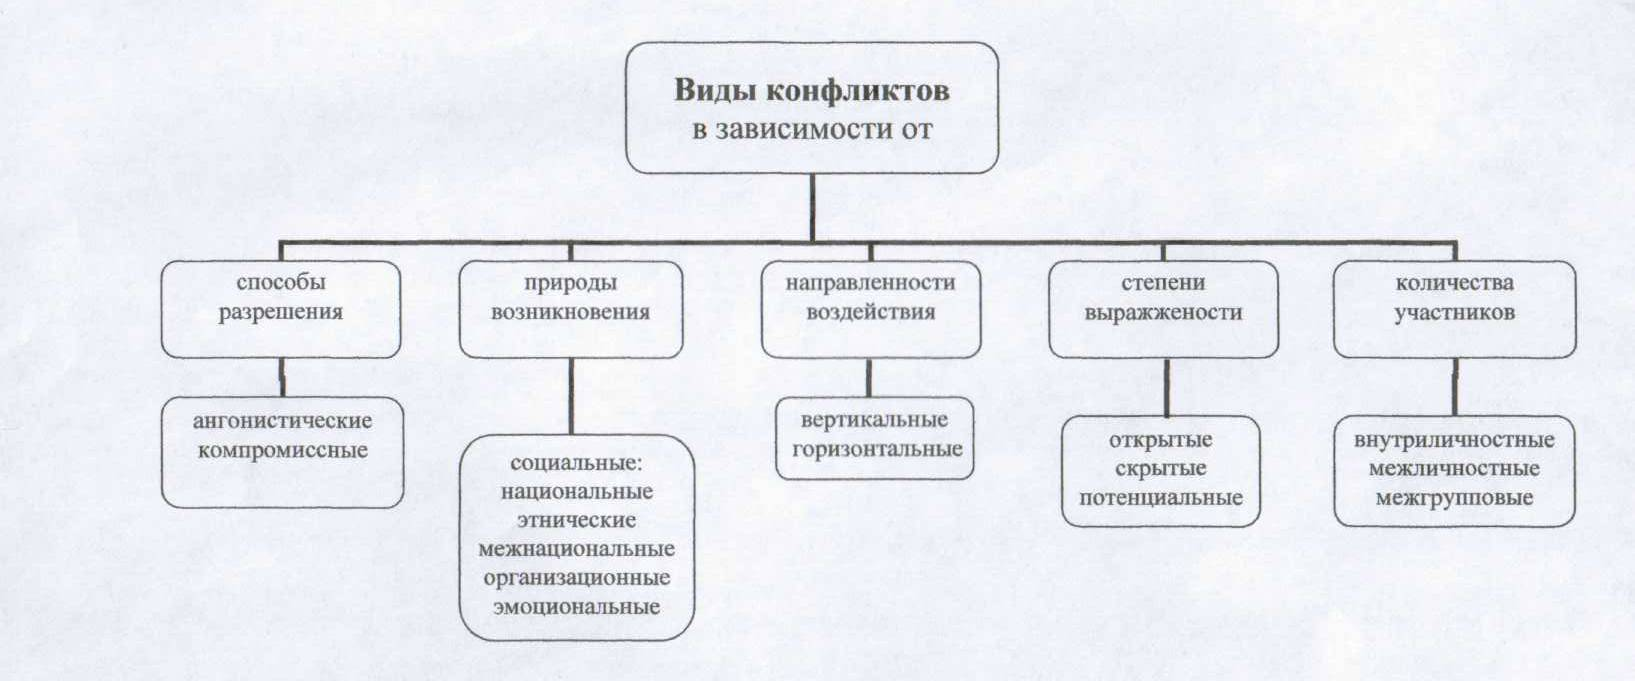 Виды конфликтов
в зависимости от
способы
разрешения
природы
возникновения
направленности
воздействия
степени
выражжености
количества
участников
ангонистические
компромиссные
социальные:
национальные
этнические
межнациональные
организационные
эмоциональные
вертикальные
горизонтальные
открытые
скрытые
потенциальные
внутриличностные
межличностные
межгрупповые